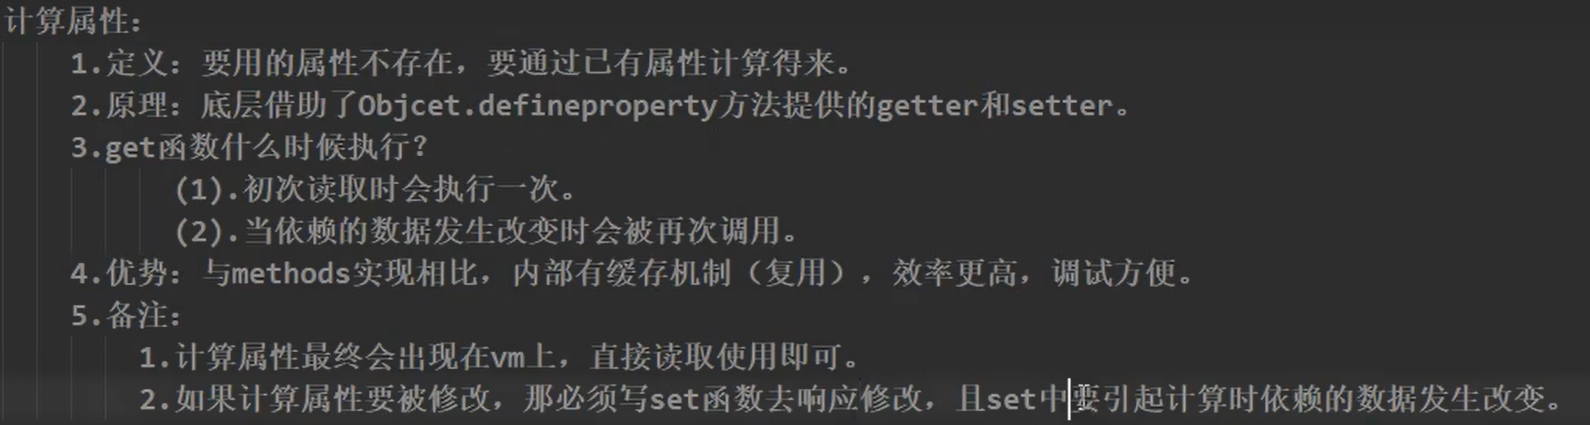 计算属性：
1.定义：要用的属性不存在，要通过已有属性计算得来。
2.原理：底层借助了Objcet.defineproperty方法提供的getter和setter。
3.get函数什么时候执行？
(1).初次读取时会执行一次。
(2).当依赖的数据发生改变时会被再次调用。
4.优势：与methods实现相比，内部有缓存机制（复用），效率更高，调试方便。
5.备注：
1.计算属性最终会出现在vm上，直接读取使用即可。
2.如果计算属性要被修改，那必须写set函数去响应修改，且set中要引起计算时依赖的数据发生改变。